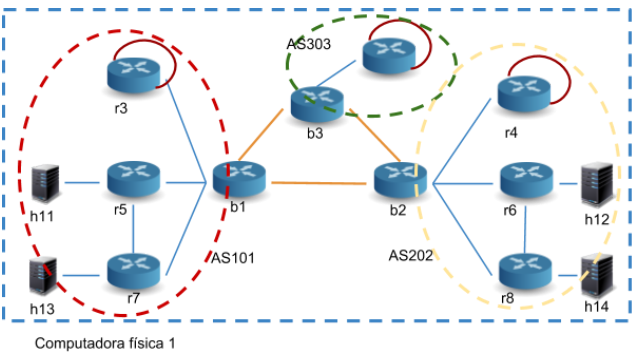 AS303
r3
b3
r4
h11
r5
b1
b2
r6
h12
AS101
AS202
h13
r7
r8
h14
Computadora física 1